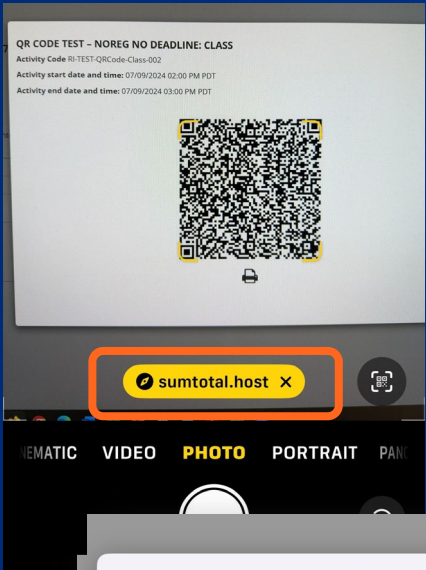 QR CODE TEST – NOREG NO DEADLINE: CLASS
Activity Code RI-TEST-QRCode-Class-002
Activity start date and time: 07/09/2024 02:00 PM PDT
Activity end date and time: 07/09/2024 03:00 PM PDT
sumtotal.host
VIDEO PHOTO PORTRAIT